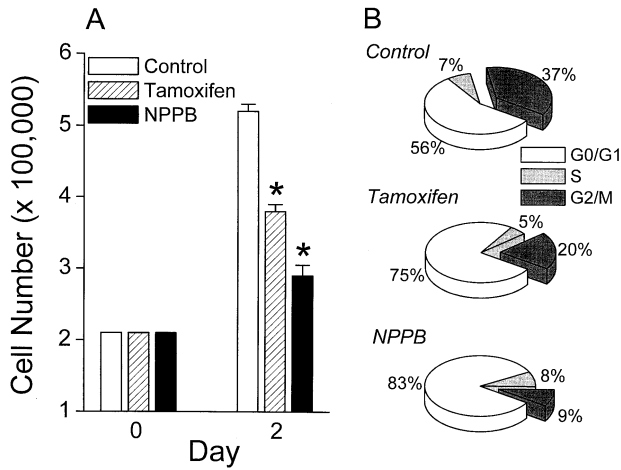 A
Cell Number (x 100,000)
6
5
4
3
2
1
Control
Tamoxifen
NPPB
*
*
0
2
Day
B
Control
7%
37%
56%
G0/G1
S
G2/M
Tamoxifen
5%
20%
75%
NPPB
83%
8%
9%